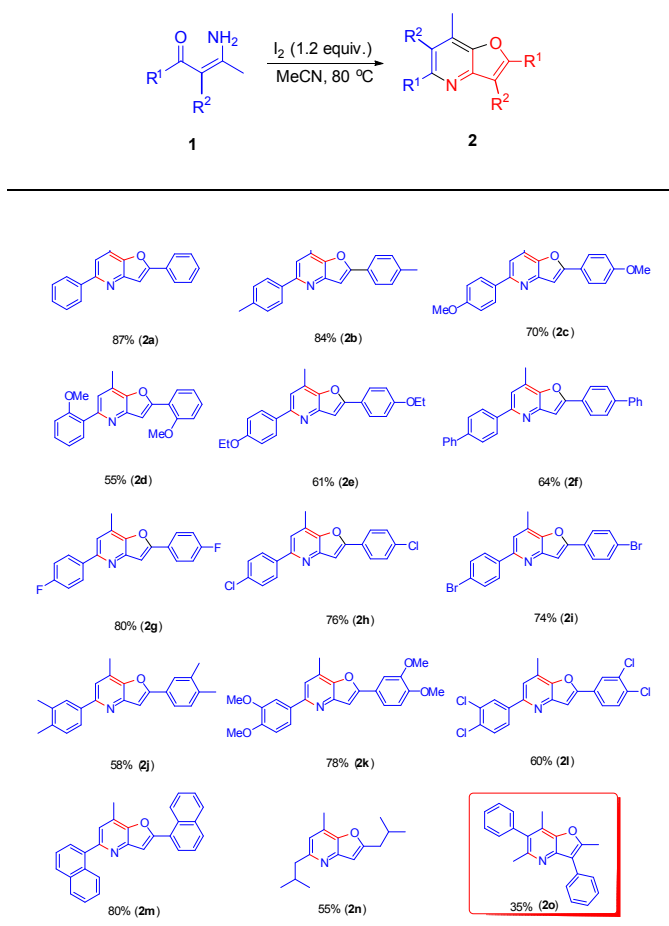 O NH₂
R¹
R²
1
I₂ (1.2 equiv.)
MeCN, 80 °C
R² O R¹
R¹ N R²
2
O
N
87% (2a)
O
N
84% (2b)
O OMe
MeO N
70% (2c)
OMe O
N MeO
55% (2d)
O OEt
EtO N
61% (2e)
O Ph
Ph N
64% (2f)
O F
F N
80% (2g)
O Cl
Cl N
76% (2h)
O Br
Br N
74% (2i)
O
N
58% (2j)
OMe
O OMe
MeO N
MeO
78% (2k)
Cl
O Cl
Cl N
Cl
60% (2l)
O
N
80% (2m)
O
N
55% (2n)
O
N
35% (2o)